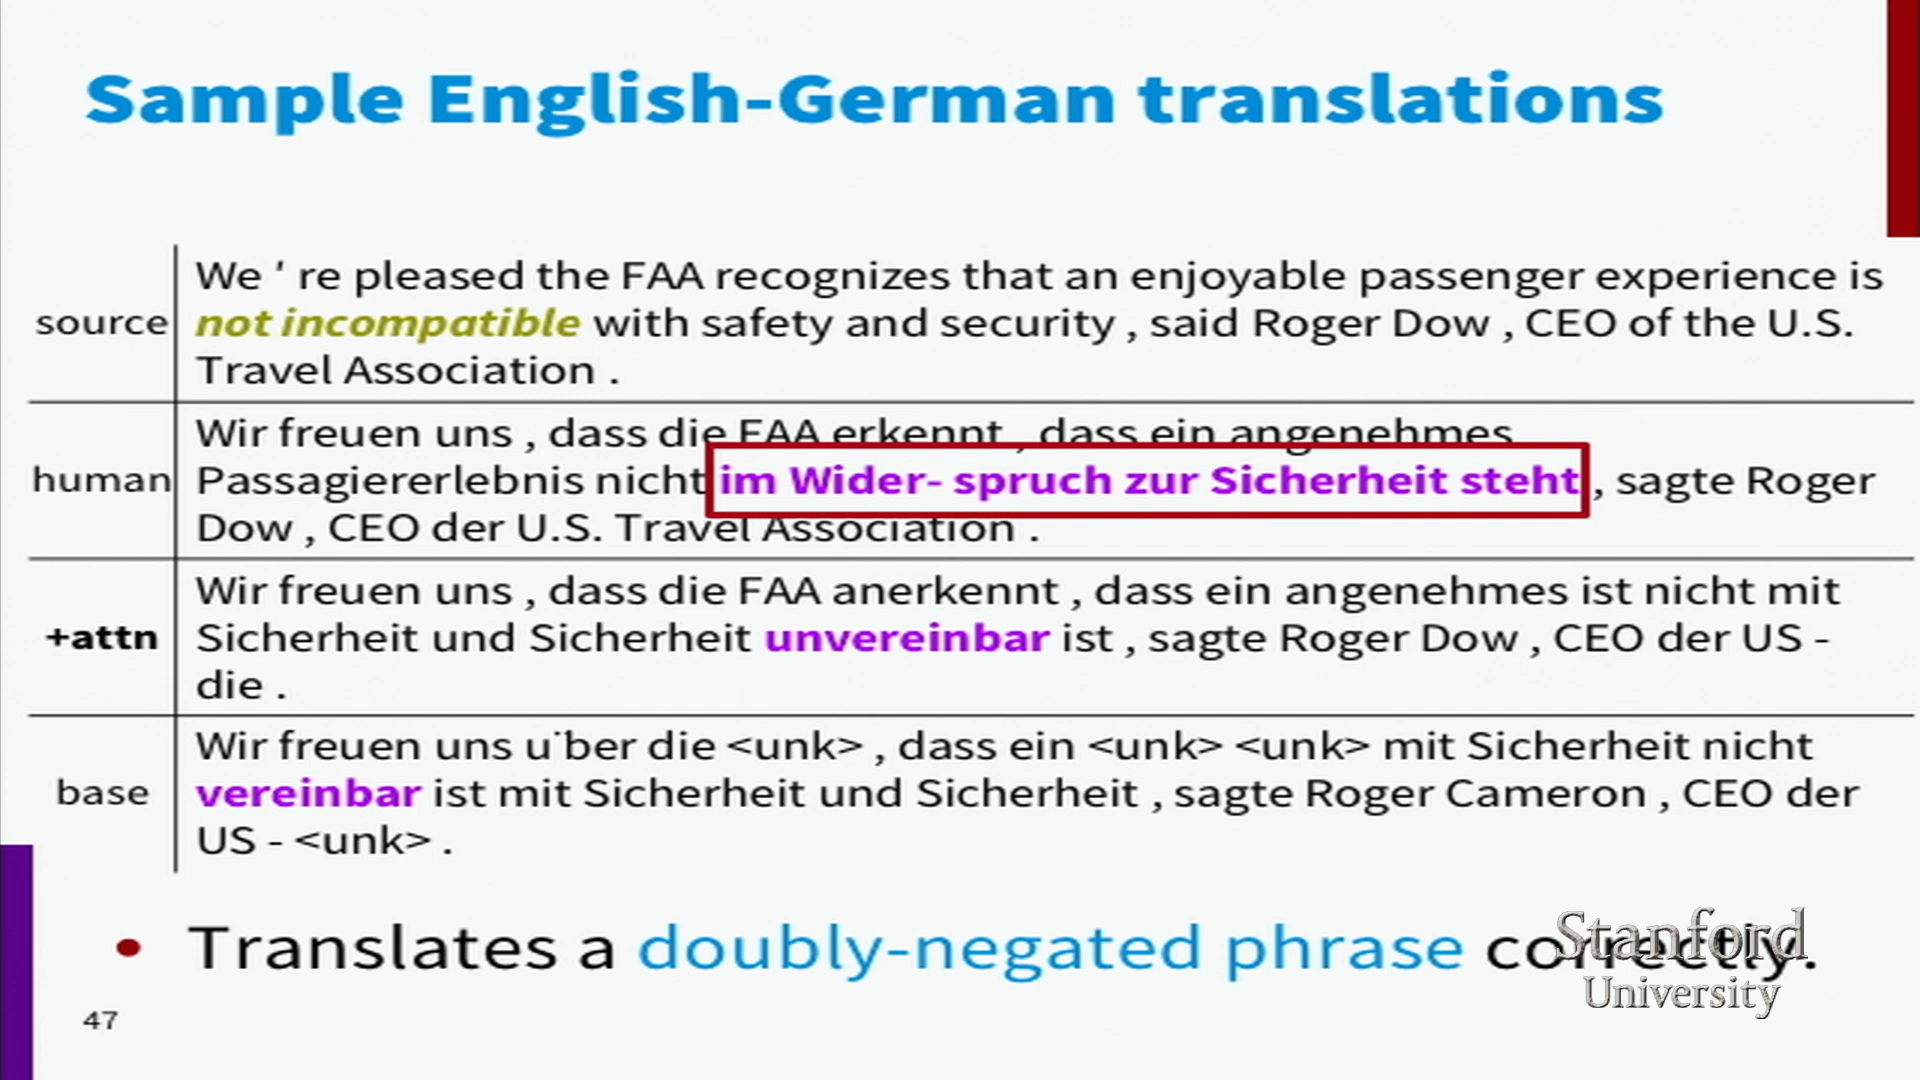 Sample English-German translations
source
We ' re pleased the FAA recognizes that an enjoyable passenger experience is
not incompatible with safety and security , said Roger Dow , CEO of the U.S.
Travel Association .
human
Wir freuen uns , dass die FAA erkennt , dass ein angenehmes
Passagiererlebnis nicht im Wider- spruch zur Sicherheit steht , sagte Roger
Dow , CEO der U.S. Travel Association .
+attn
Wir freuen uns , dass die FAA anerkennt , dass ein angenehmes ist nicht mit
Sicherheit und Sicherheit unvereinbar ist , sagte Roger Dow , CEO der US -
die .
base
Wir freuen uns u¨ber die <unk> , dass ein <unk> <unk> mit Sicherheit nicht
vereinbar ist mit Sicherheit und Sicherheit , sagte Roger Cameron , CEO der
US - <unk> .
• Translates a doubly-negated phrase correctly.
Stanford
University
47